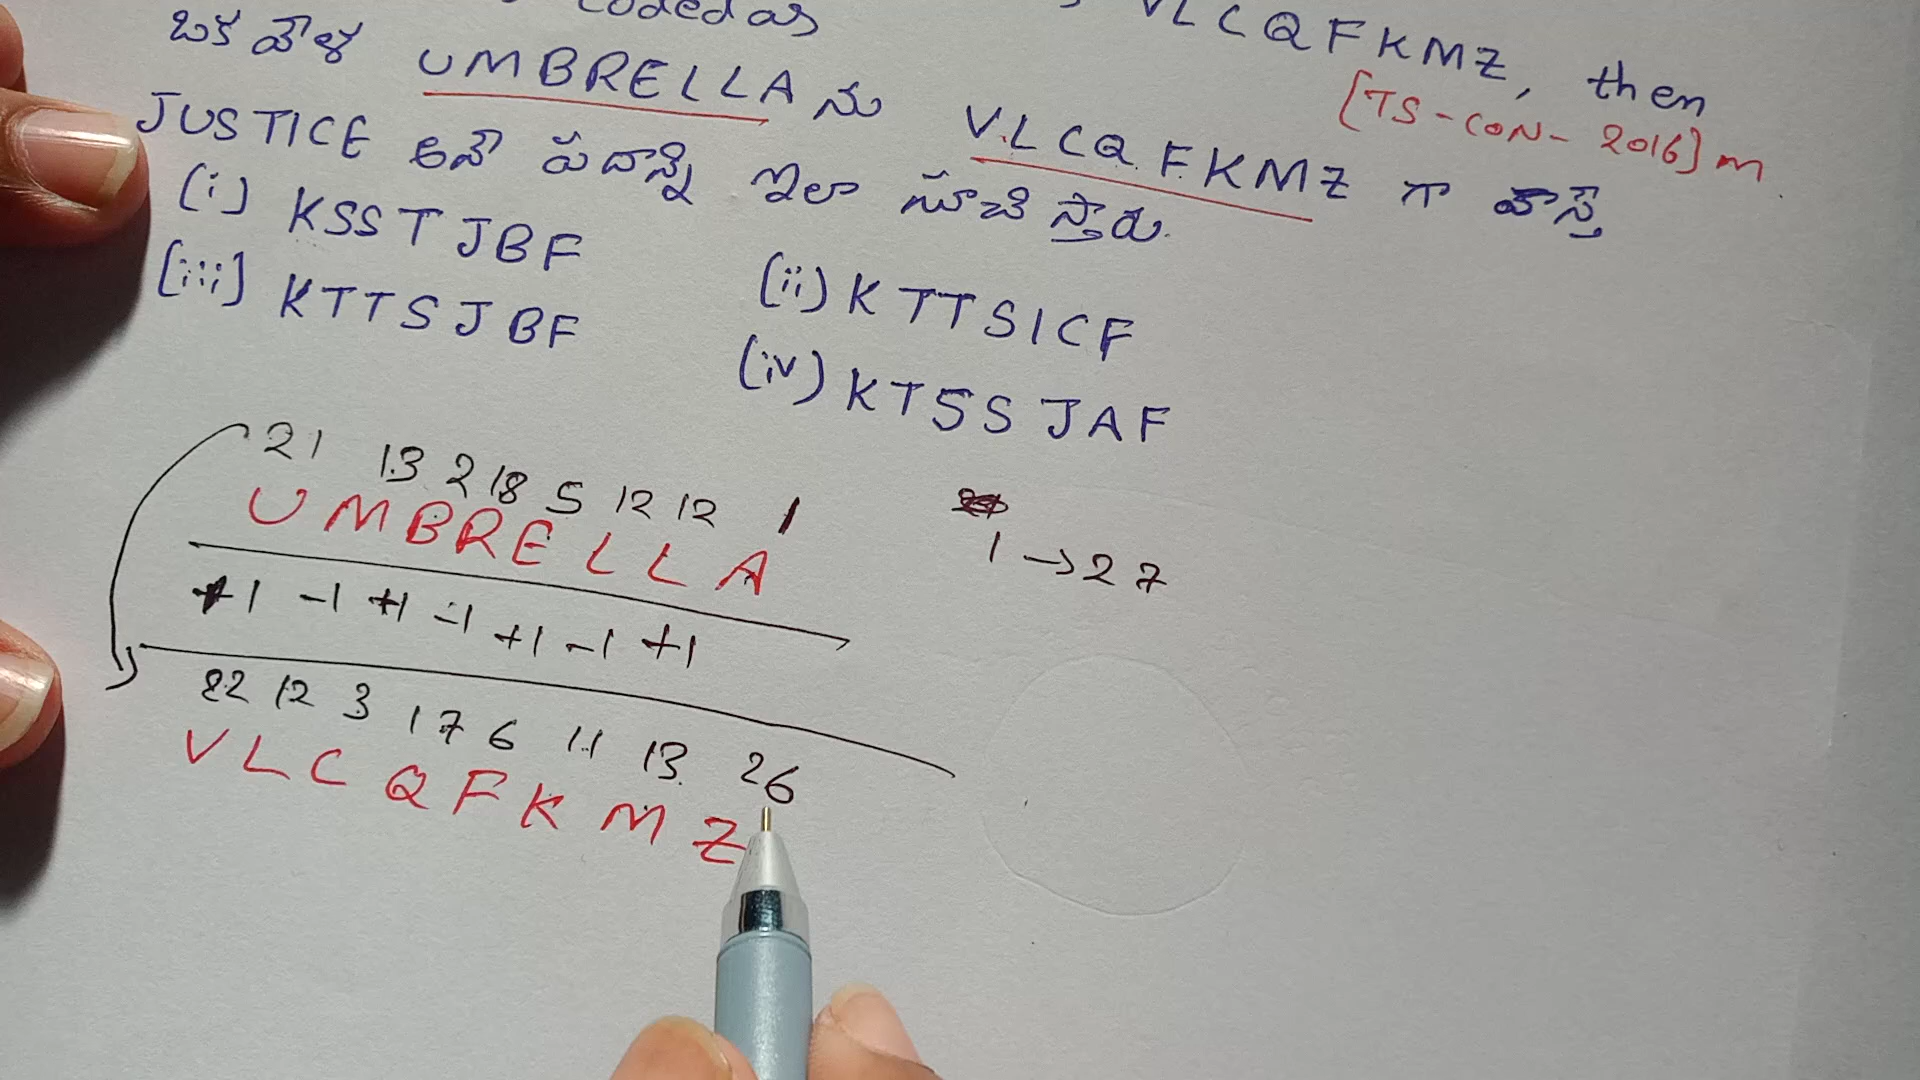 coded as VLCQFKMZ, then
ఒక వేళ UMBRELLA ను VLCQFKMZ గా వ్రాస్తే
[TS-CON-2016] m
JUSTICE అనే పదాన్ని ఇలా సూచిస్తారు.
(i) KSSTJBF (ii) KTTSICF
(iii) KTTSJBF (iv) KTSSJAF
21 13 2 18 5 12 12 1
UMBRELLA
1 → 27
+1 -1 +1 -1 +1 -1 +1
22 12 3 17 6 11 13 26
VLCQFKMZ